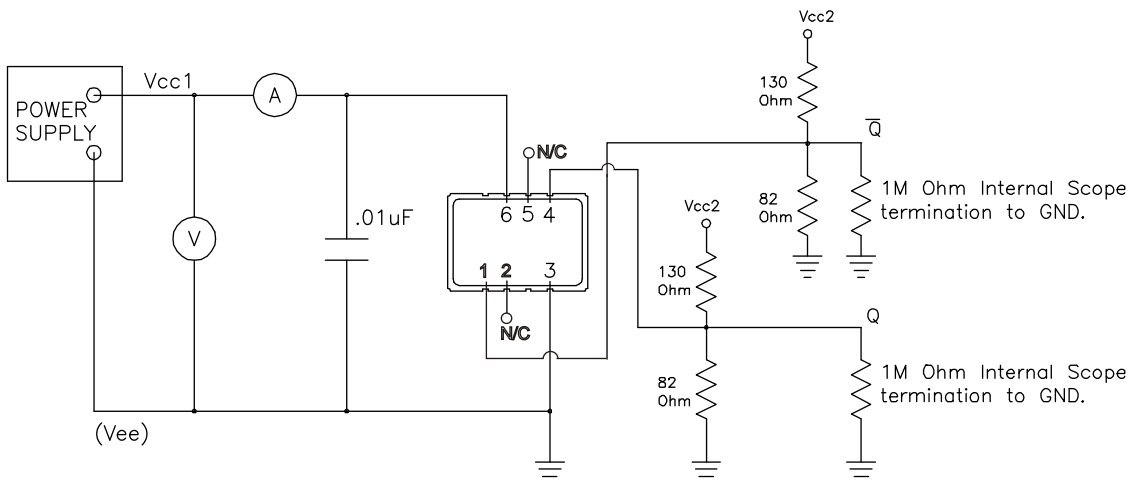 Vcc2
Vcc1
A
POWER
SUPPLY
130
Ohm
Q̅
N/C
6 5 4
.01uF
V
82
Ohm
1M Ohm Internal Scope
termination to GND.
Vcc2
1 2 3
130
Ohm
N/C
Q
82
Ohm
1M Ohm Internal Scope
termination to GND.
(Vee)